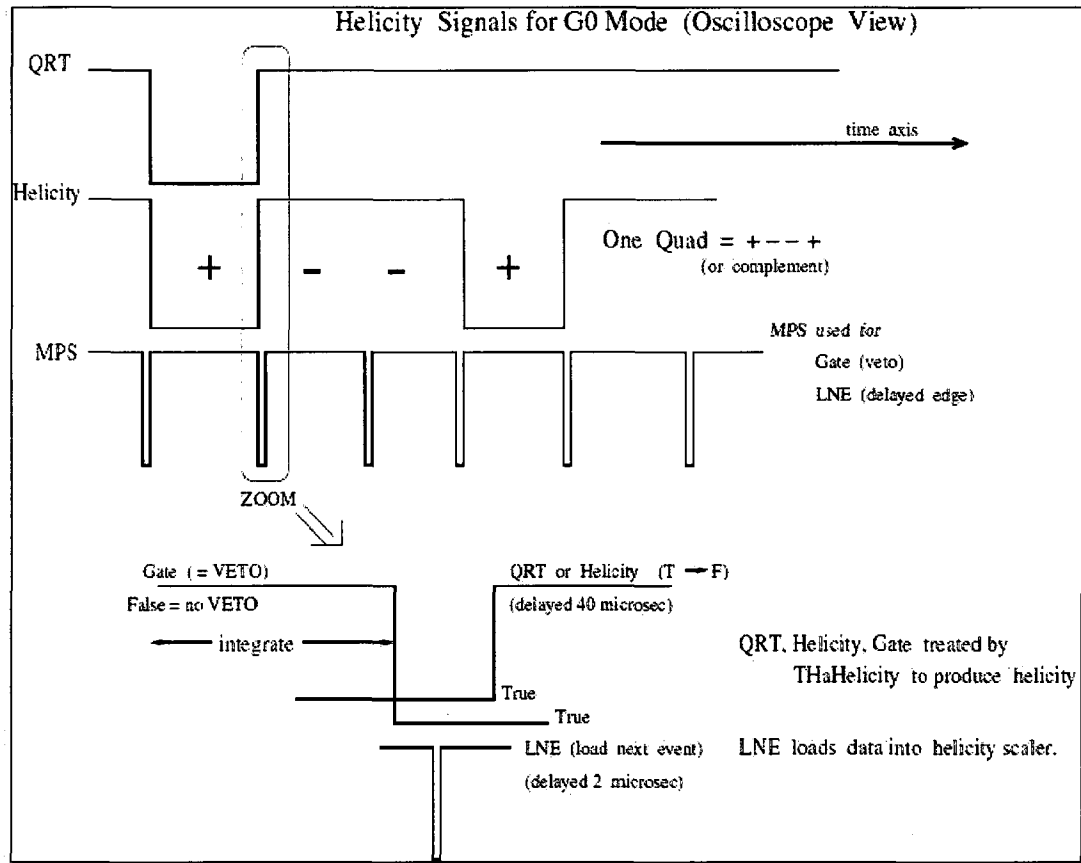 Helicity Signals for G0 Mode (Oscilloscope View)
QRT
time axis
Helicity
One Quad = + - - +
(or complement)
+ - - +
MPS
MPS used for
Gate (veto)
LNE (delayed edge)
ZOOM
Gate ( = VETO)
QRT or Helicity (T → F)
False = no VETO
(delayed 40 microsec)
integrate
QRT, Helicity, Gate treated by
THaHelicity to produce helicity
True
True
LNE (load next event)
LNE loads data into helicity scaler.
(delayed 2 microsec)